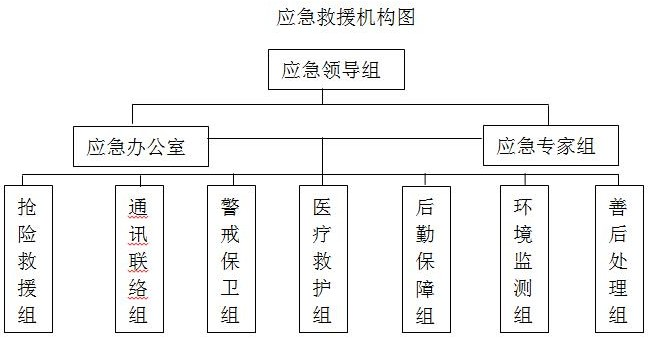 应急救援机构图
应急领导组
应急办公室
应急专家组
抢险救援组
通讯联络组
警戒保卫组
医疗救护组
后勤保障组
环境监测组
善后处理组